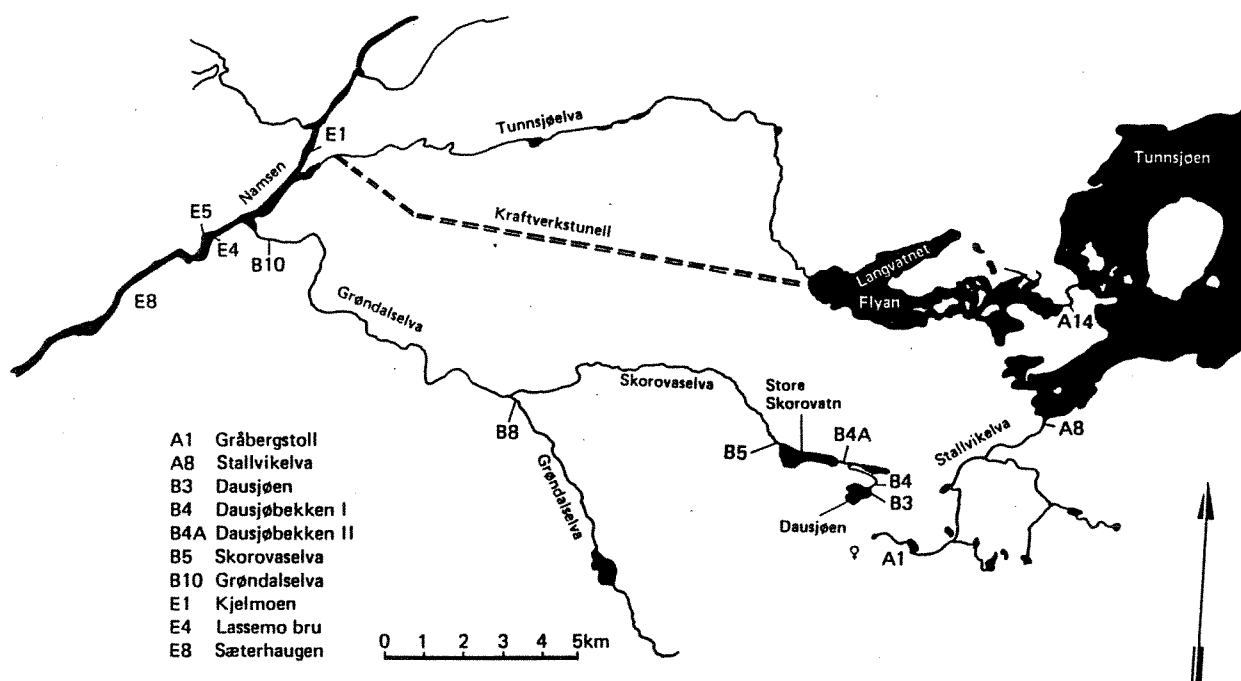 Tunnsjøelva
E1
Tunnsjøen
Namsen
E5
E4
B10
Kraftverkstunell
Langvatnet
Flyan
A14
E8
Grøndalselva
Skorovaselva
Store
Skorovatn
B8
B5
B4A
B4
B3
Dausjøen
A8
Stallvikelva
A1
Grøndalselva
A1 Gråbergstoll
A8 Stallvikelva
B3 Dausjøen
B4 Dausjøbekken I
B4A Dausjøbekken II
B5 Skorovaselva
B10 Grøndalselva
E1 Kjelmoen
E4 Lassemo bru
E8 Sæterhaugen
0 1 2 3 4 5km